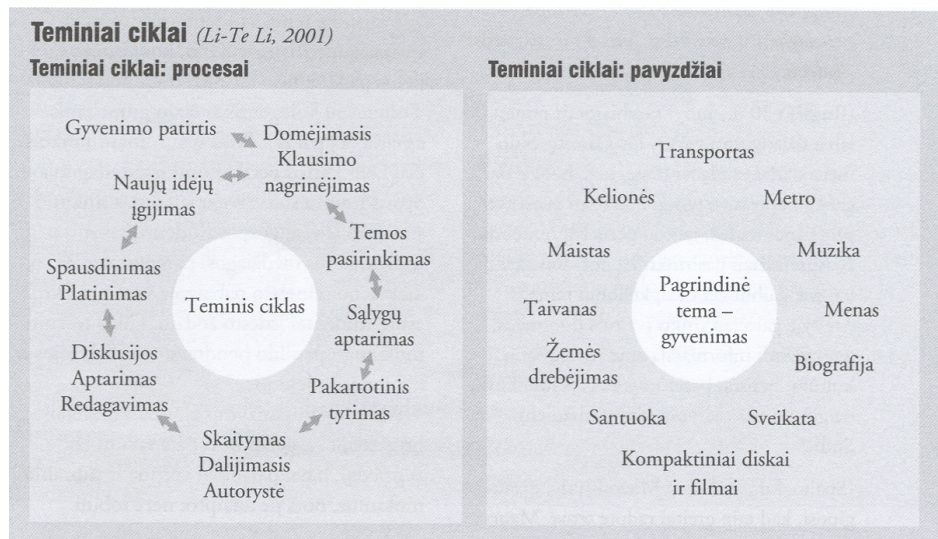 Teminiai ciklai (Li-Te Li, 2001)
Teminiai ciklai: procesai
Gyvenimo patirtis
Domėjimasis
Klausimo
nagrinėjimas
Naujų idėjų
įgijimas
Temos
pasirinkimas
Spausdinimas
Platinimas
Teminis ciklas
Sąlygų
aptarimas
Diskusijos
Aptarimas
Redagavimas
Pakartotinis
tyrimas
Skaitymas
Dalijimasis
Autorystė
Teminiai ciklai: pavyzdžiai
Transportas
Kelionės
Metro
Maistas
Muzika
Pagrindinė
tema –
gyvenimas
Taivanas
Menas
Žemės
drebėjimas
Biografija
Santuoka
Sveikata
Kompaktiniai diskai
ir filmai